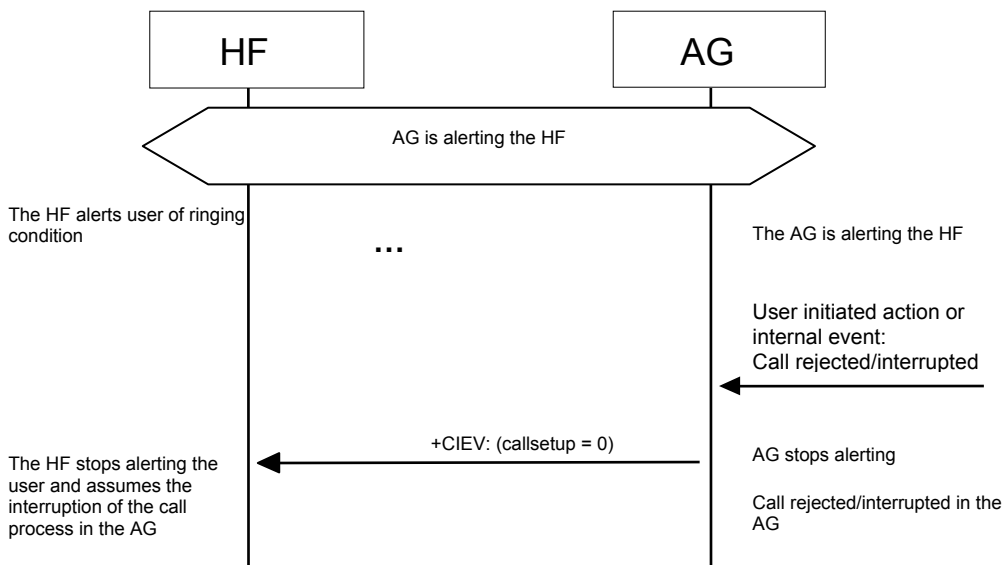 HF
AG
AG is alerting the HF
The HF alerts user of ringing
condition
...
The AG is alerting the HF
User initiated action or
internal event:
Call rejected/interrupted
+CIEV: (callsetup = 0)
The HF stops alerting the
user and assumes the
interruption of the call
process in the AG
AG stops alerting
Call rejected/interrupted in the
AG